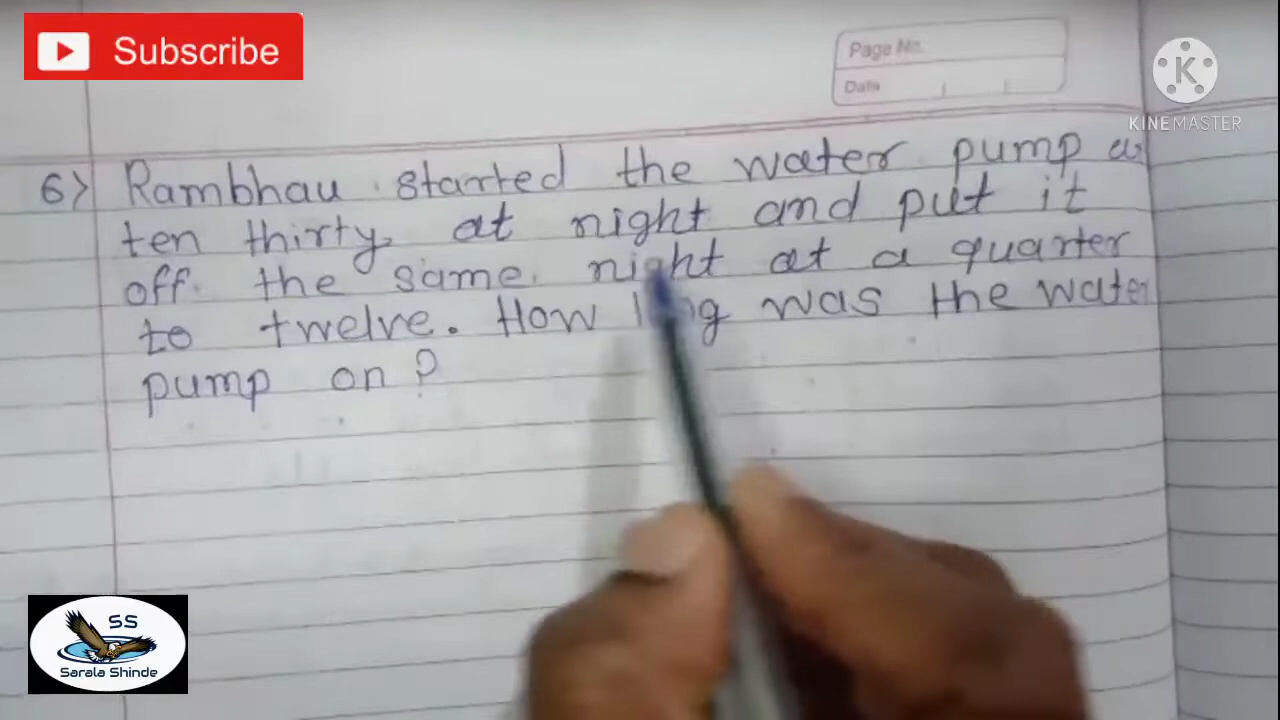 Subscribe
Page No.
Date
KINEMASTER
6) Rambhau started the water pump a
ten thirty at night and put it
off the same night at a quarter
to twelve. How long was the water
pump on?
SS
Sarala Shinde